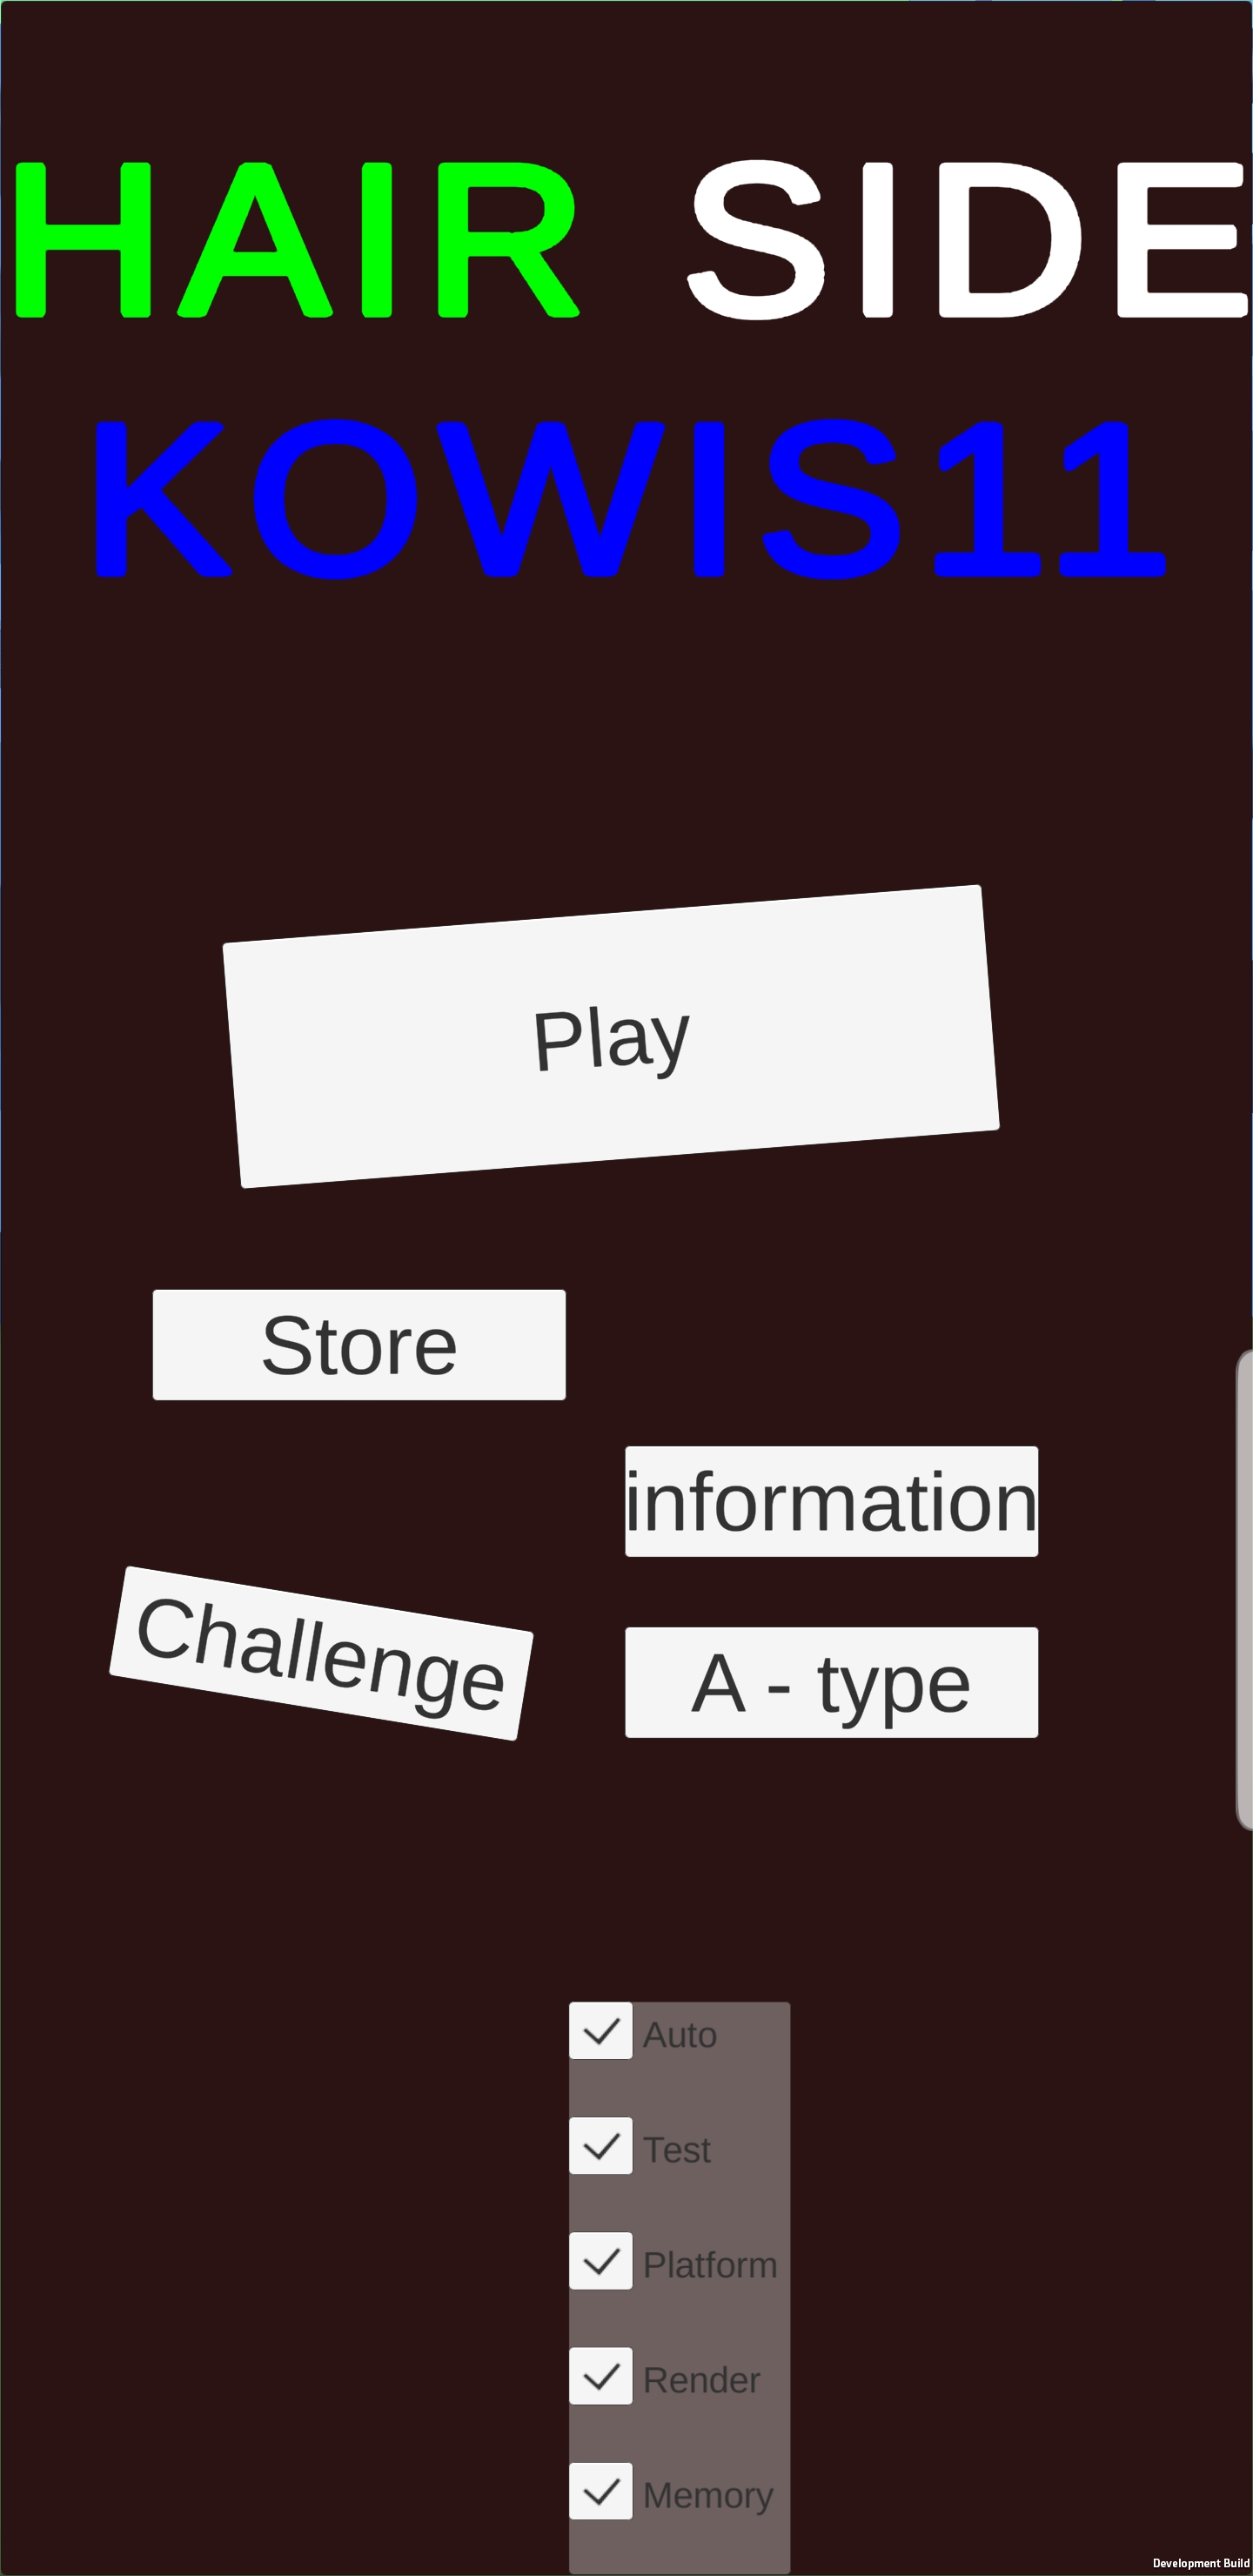 HAIR SIDE
KOWIS11
Play
Store
information
Challenge
A - type
Auto
Test
Platform
Render
Memory
Development Build